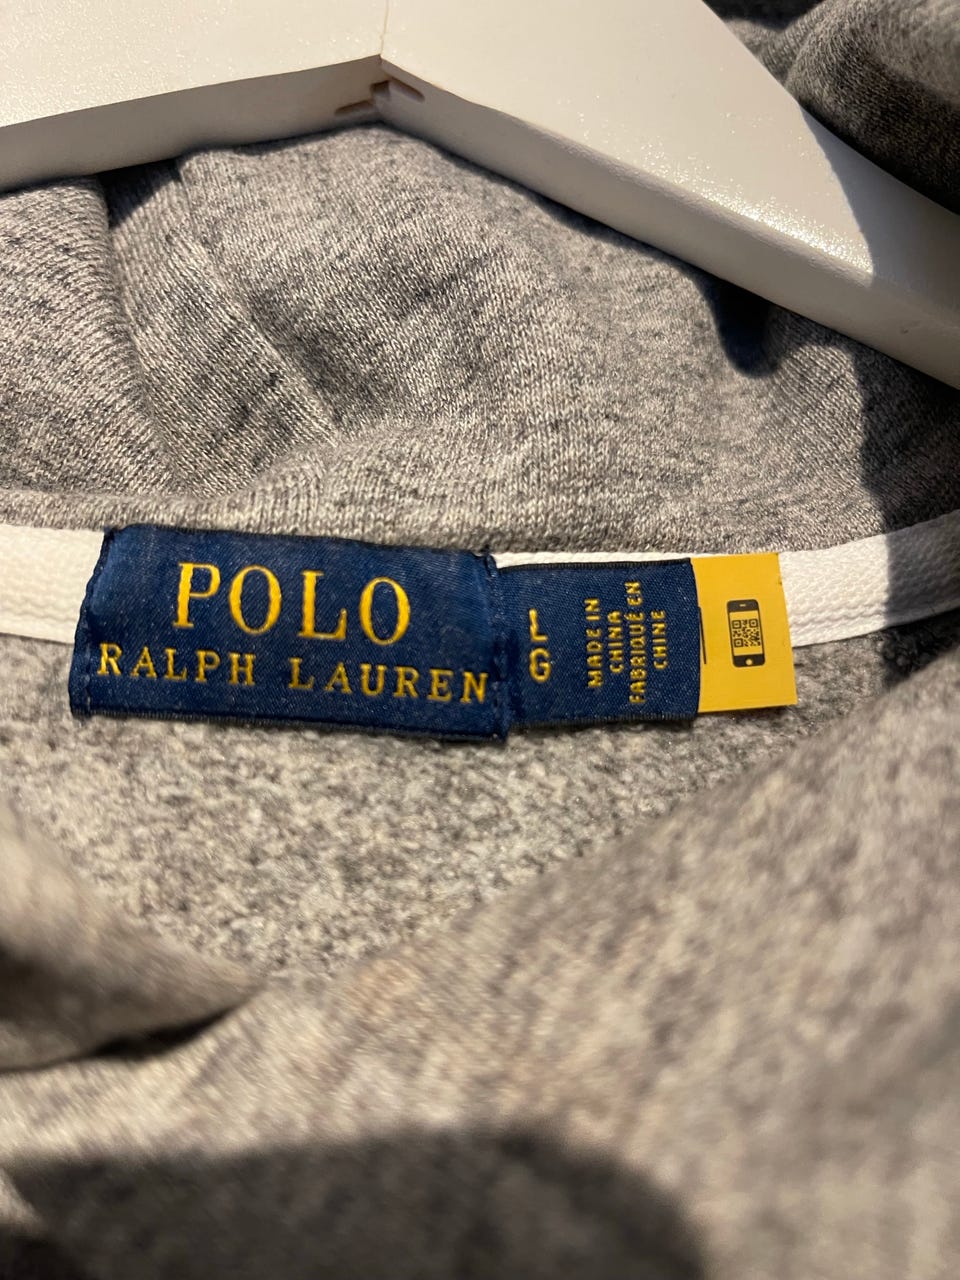 POLO
RALPH LAUREN
L
G
MADE IN
CHINA
FABRIQUÉ EN
CHINE